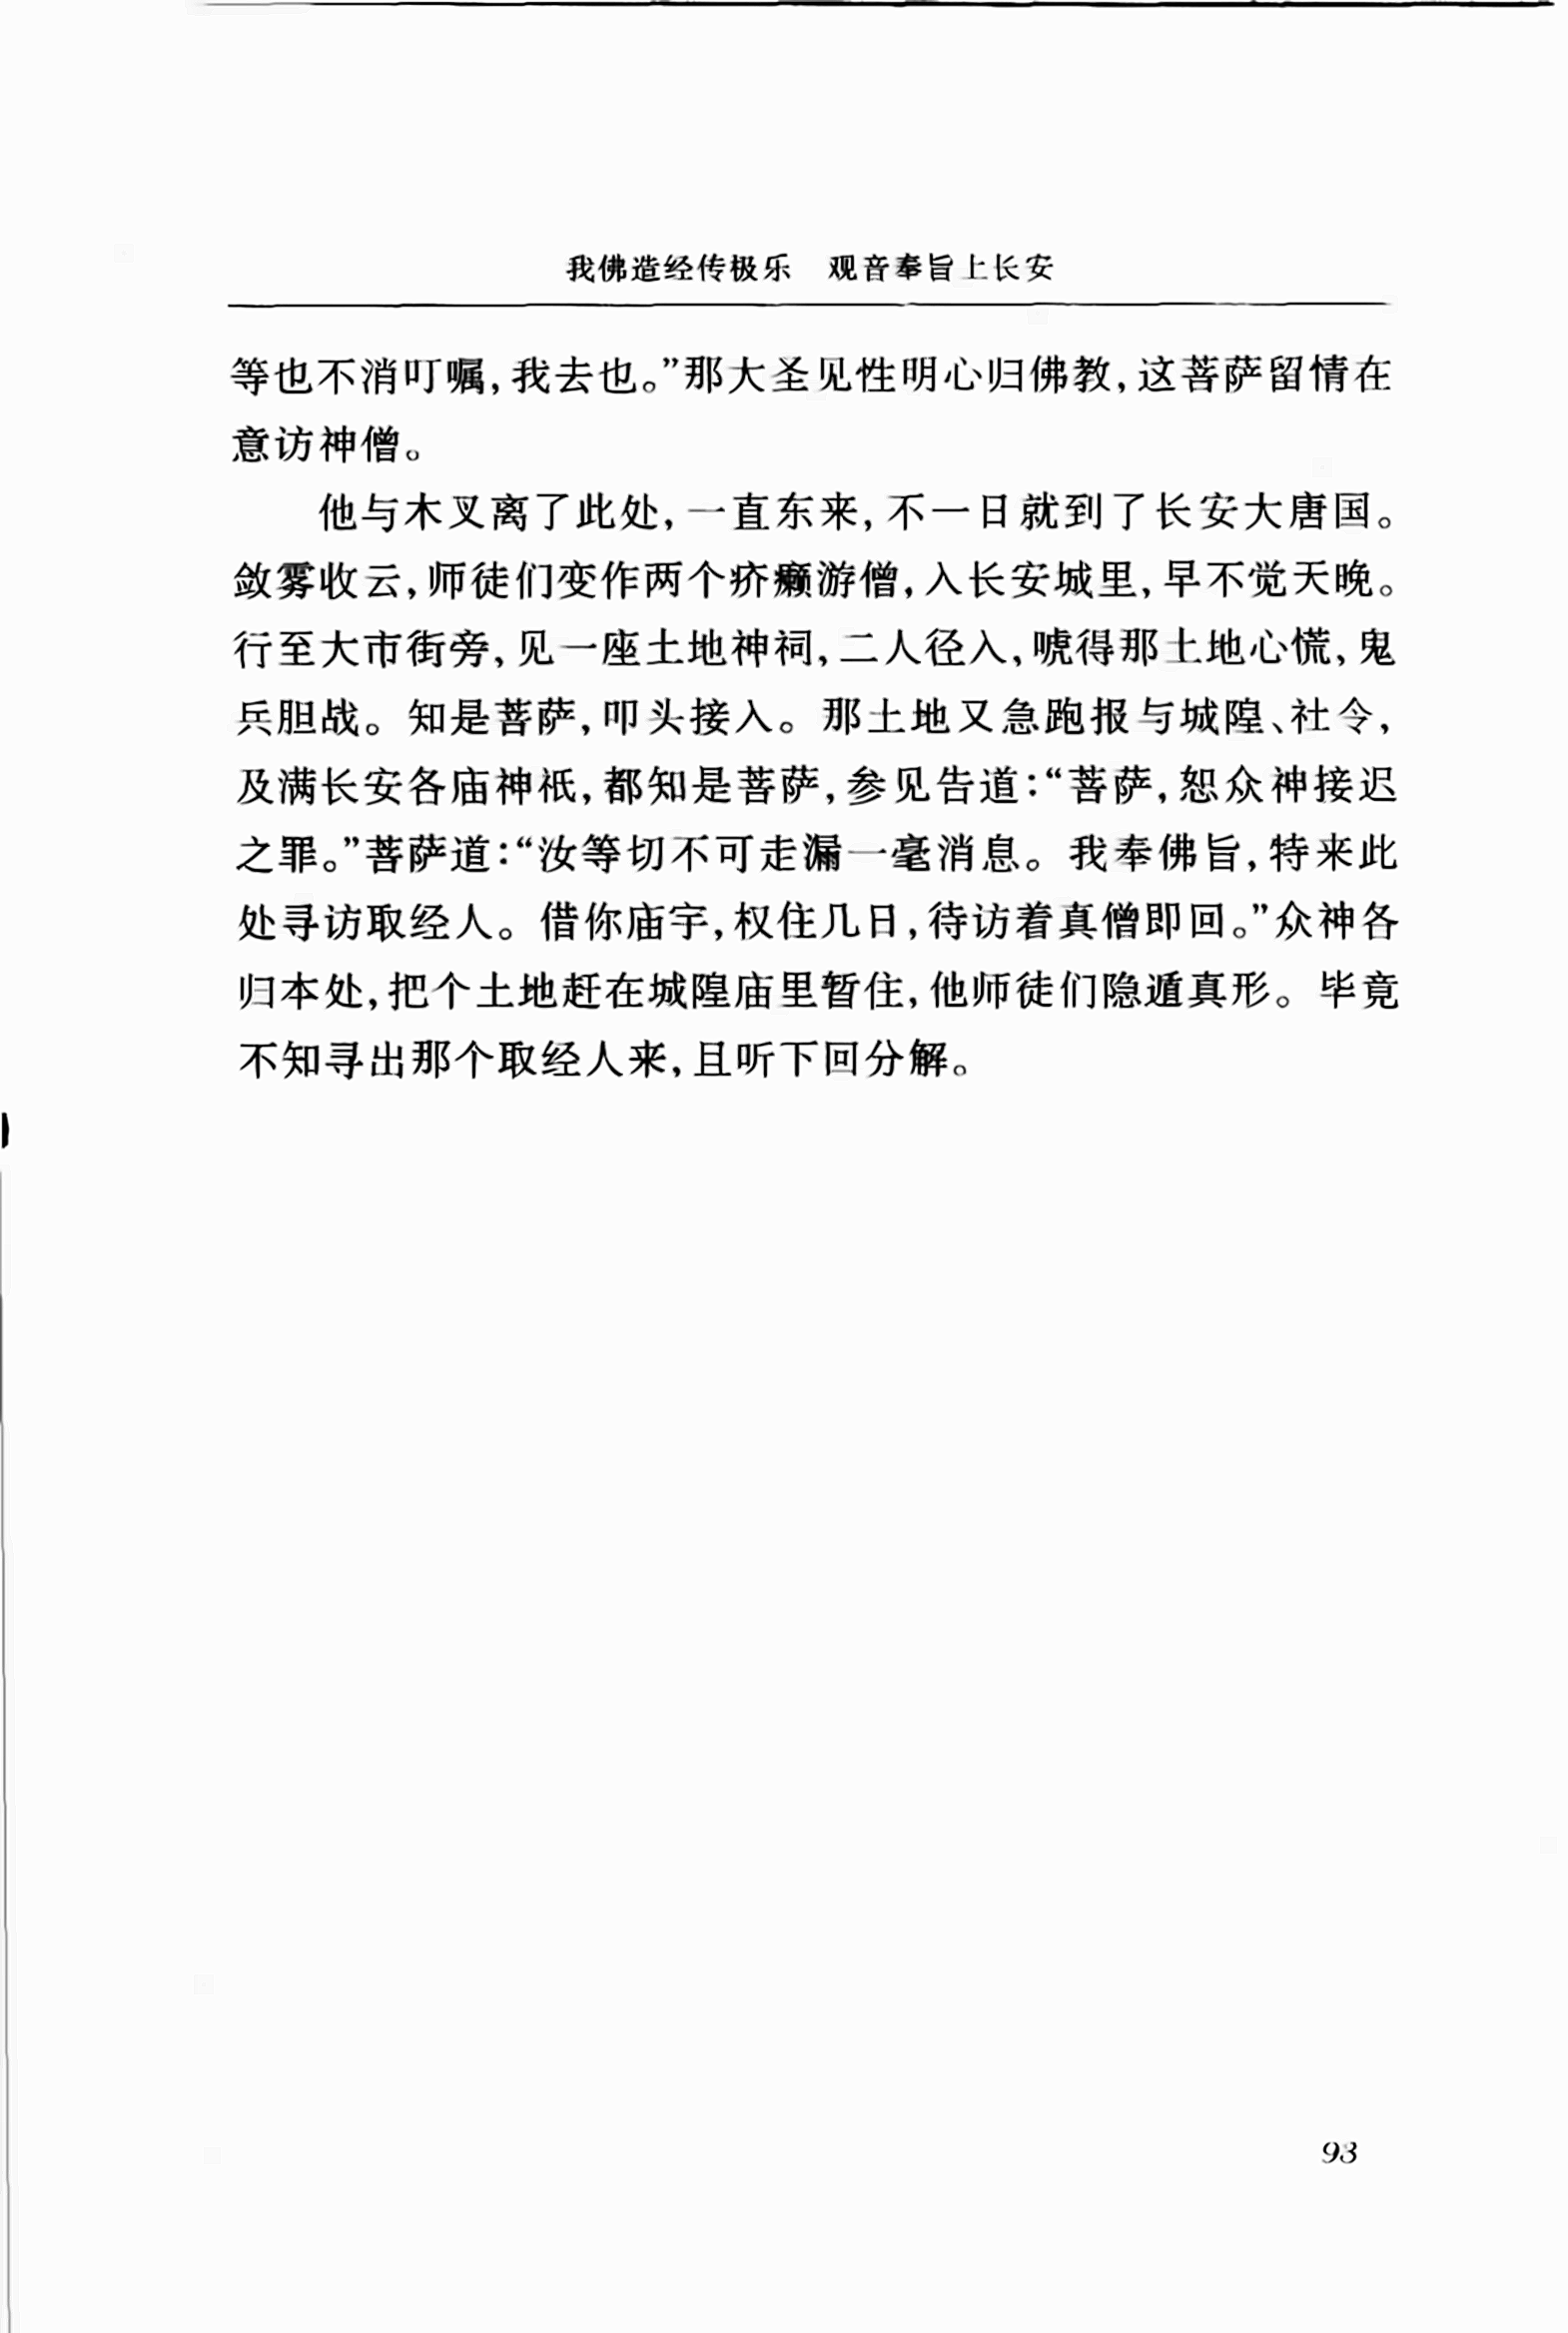 我佛造经传极乐　观音奉旨上长安
等也不消叮嘱,我去也。”那大圣见性明心归佛教,这菩萨留情在
意访神僧。
他与木叉离了此处,一直东来,不一日就到了长安大唐国。
敛雾收云,师徒们变作两个疥癞游僧,入长安城里,早不觉天晚。
行至大市街旁,见一座土地神祠,二人径入,唬得那土地心慌,鬼
兵胆战。知是菩萨,叩头接入。那土地又急跑报与城隍、社令,
及满长安各庙神祇,都知是菩萨,参见告道:“菩萨,恕众神接迟
之罪。”菩萨道:“汝等切不可走漏一毫消息。我奉佛旨,特来此
处寻访取经人。借你庙宇,权住几日,待访着真僧即回。”众神各
归本处,把个土地赶在城隍庙里暂住,他师徒们隐遁真形。毕竟
不知寻出那个取经人来,且听下回分解。
93